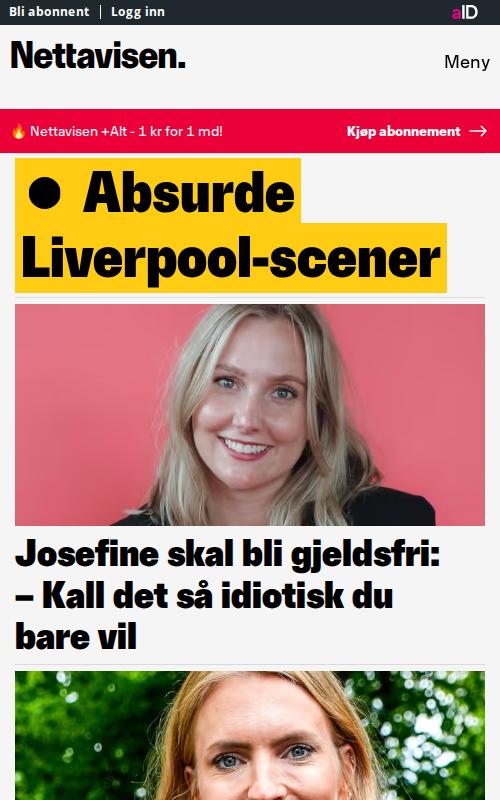 Bli abonnent | Logg inn
aID
Nettavisen.
Meny
🔥 Nettavisen +Alt - 1 kr for 1 md!
Kjøp abonnement →
● Absurde
Liverpool-scener
Josefine skal bli gjeldsfri:
– Kall det så idiotisk du
bare vil